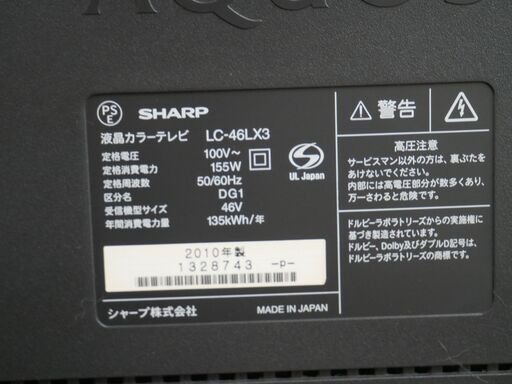 AQUOS
PS
E
SHARP
液晶カラーテレビ LC-46LX3
定格電圧 100V~
定格消費電力 155W
定格周波数 50/60Hz
区分名 DG1
受信機型サイズ 46V
年間消費電力量 135kWh/年
UL Japan
2010年製
1328743 -p-
シャープ株式会社
警告
高圧注意
サービスマン以外の方は、裏ぶたを
あけないでください。
内部には高電圧部分が数多くあり、
万一さわると危険です。
ドルビーラボラトリーズからの実施権に
基づき製造されています。
ドルビー、Dolby及びダブルD記号は、
ドルビーラボラトリーズの商標です。
MADE IN JAPAN